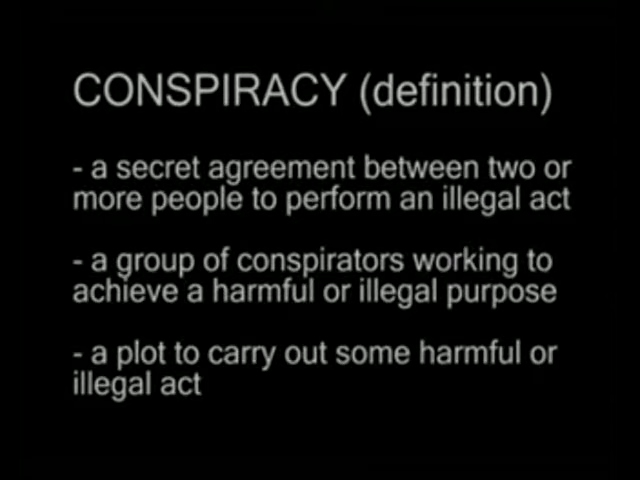 CONSPIRACY (definition)
- a secret agreement between two or
more people to perform an illegal act
- a group of conspirators working to
achieve a harmful or illegal purpose
- a plot to carry out some harmful or
illegal act